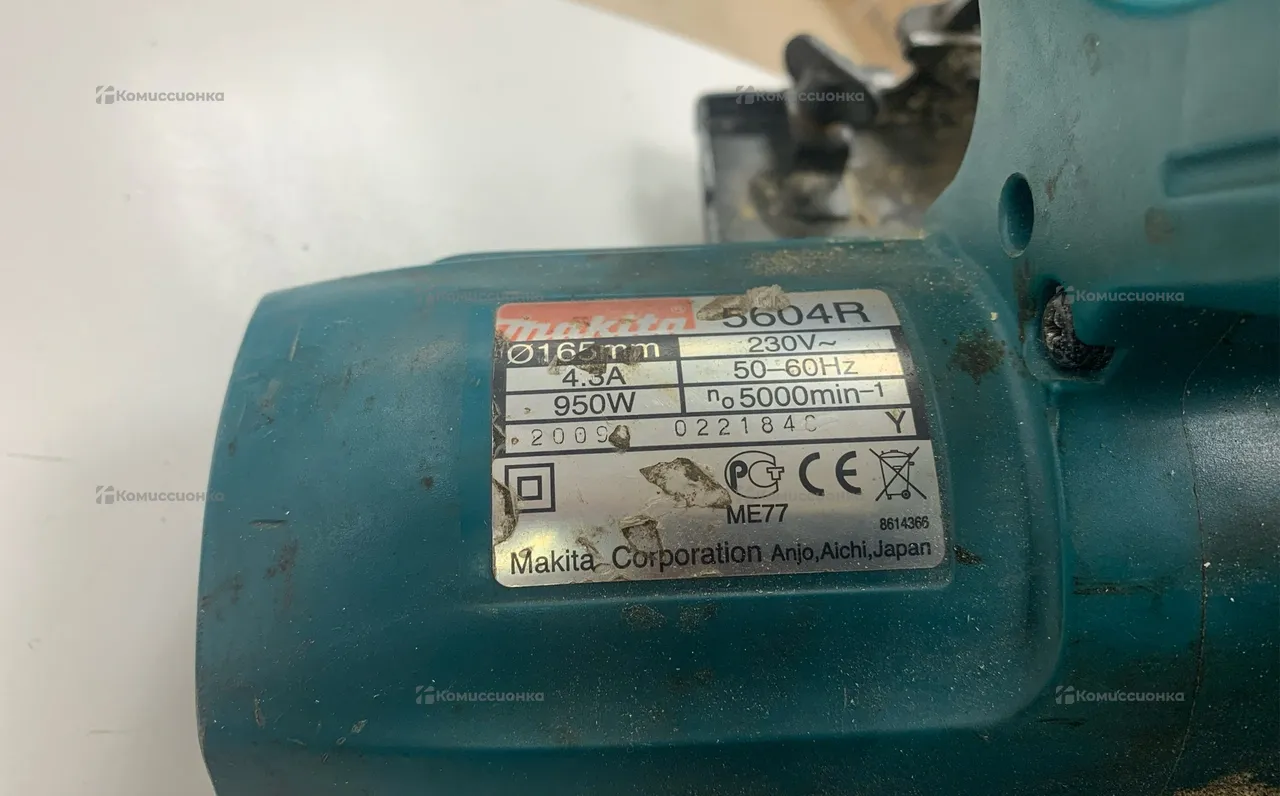 Комиссионка
Комиссионка
Комиссионка
makita® 5604R
Ø165mm 230V~
4.3A 50-60Hz
950W n₀5000min⁻¹
2009 022184 Y
Комиссионка
PCT CE
ME77
8614366
Makita Corporation Anjo,Aichi,Japan
Комиссионка
Комиссионка